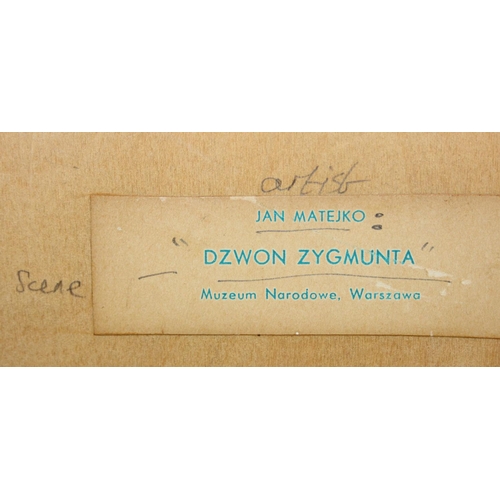 artist
JAN MATEJKO :
"DZWON ZYGMUNTA"
Scene
Muzeum Narodowe, Warszawa